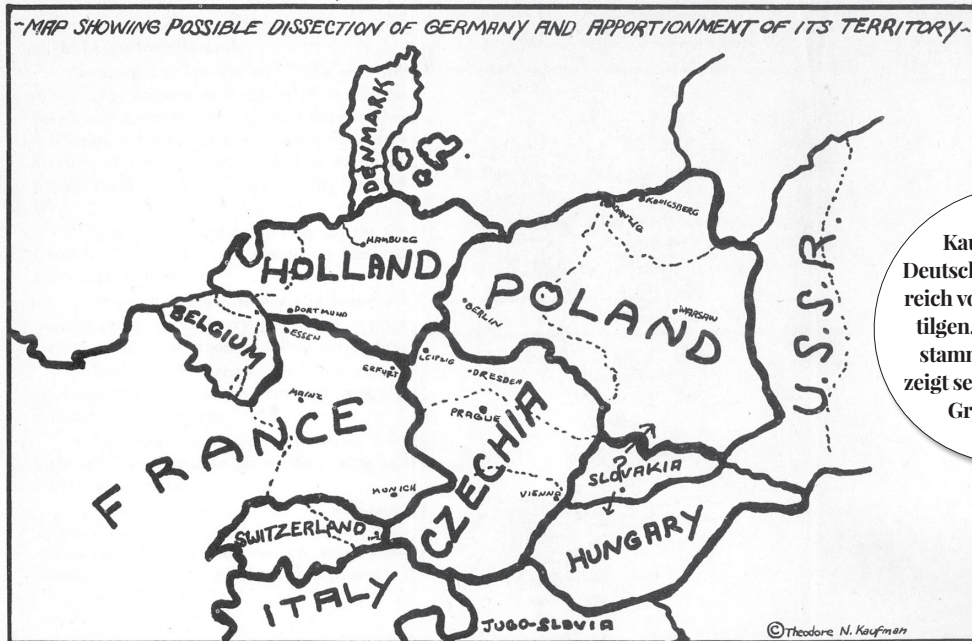 ~MAP SHOWING POSSIBLE DISSECTION OF GERMANY AND APPORTIONMENT OF ITS TERRITORY~
DENMARK
KÖNIGSBERG
DANZIG
HAMBURG
HOLLAND
POLAND
U.S.S.R.
BERLIN
WARSAW
DORTMUND
BELGIUM
ESSEN
LEIPZIG
ERFURT
DRESDEN
MAINZ
PRAGUE
FRANCE
CZECHIA
?
SLOVAKIA
MUNICH
VIENNA
SWITZERLAND
HUNGARY
ITALY
JUGO-SLAVIA
© Theodore N. Kaufman
Kau
Deutsch
reich vo
tilgen.
stamm
zeigt se
Gr